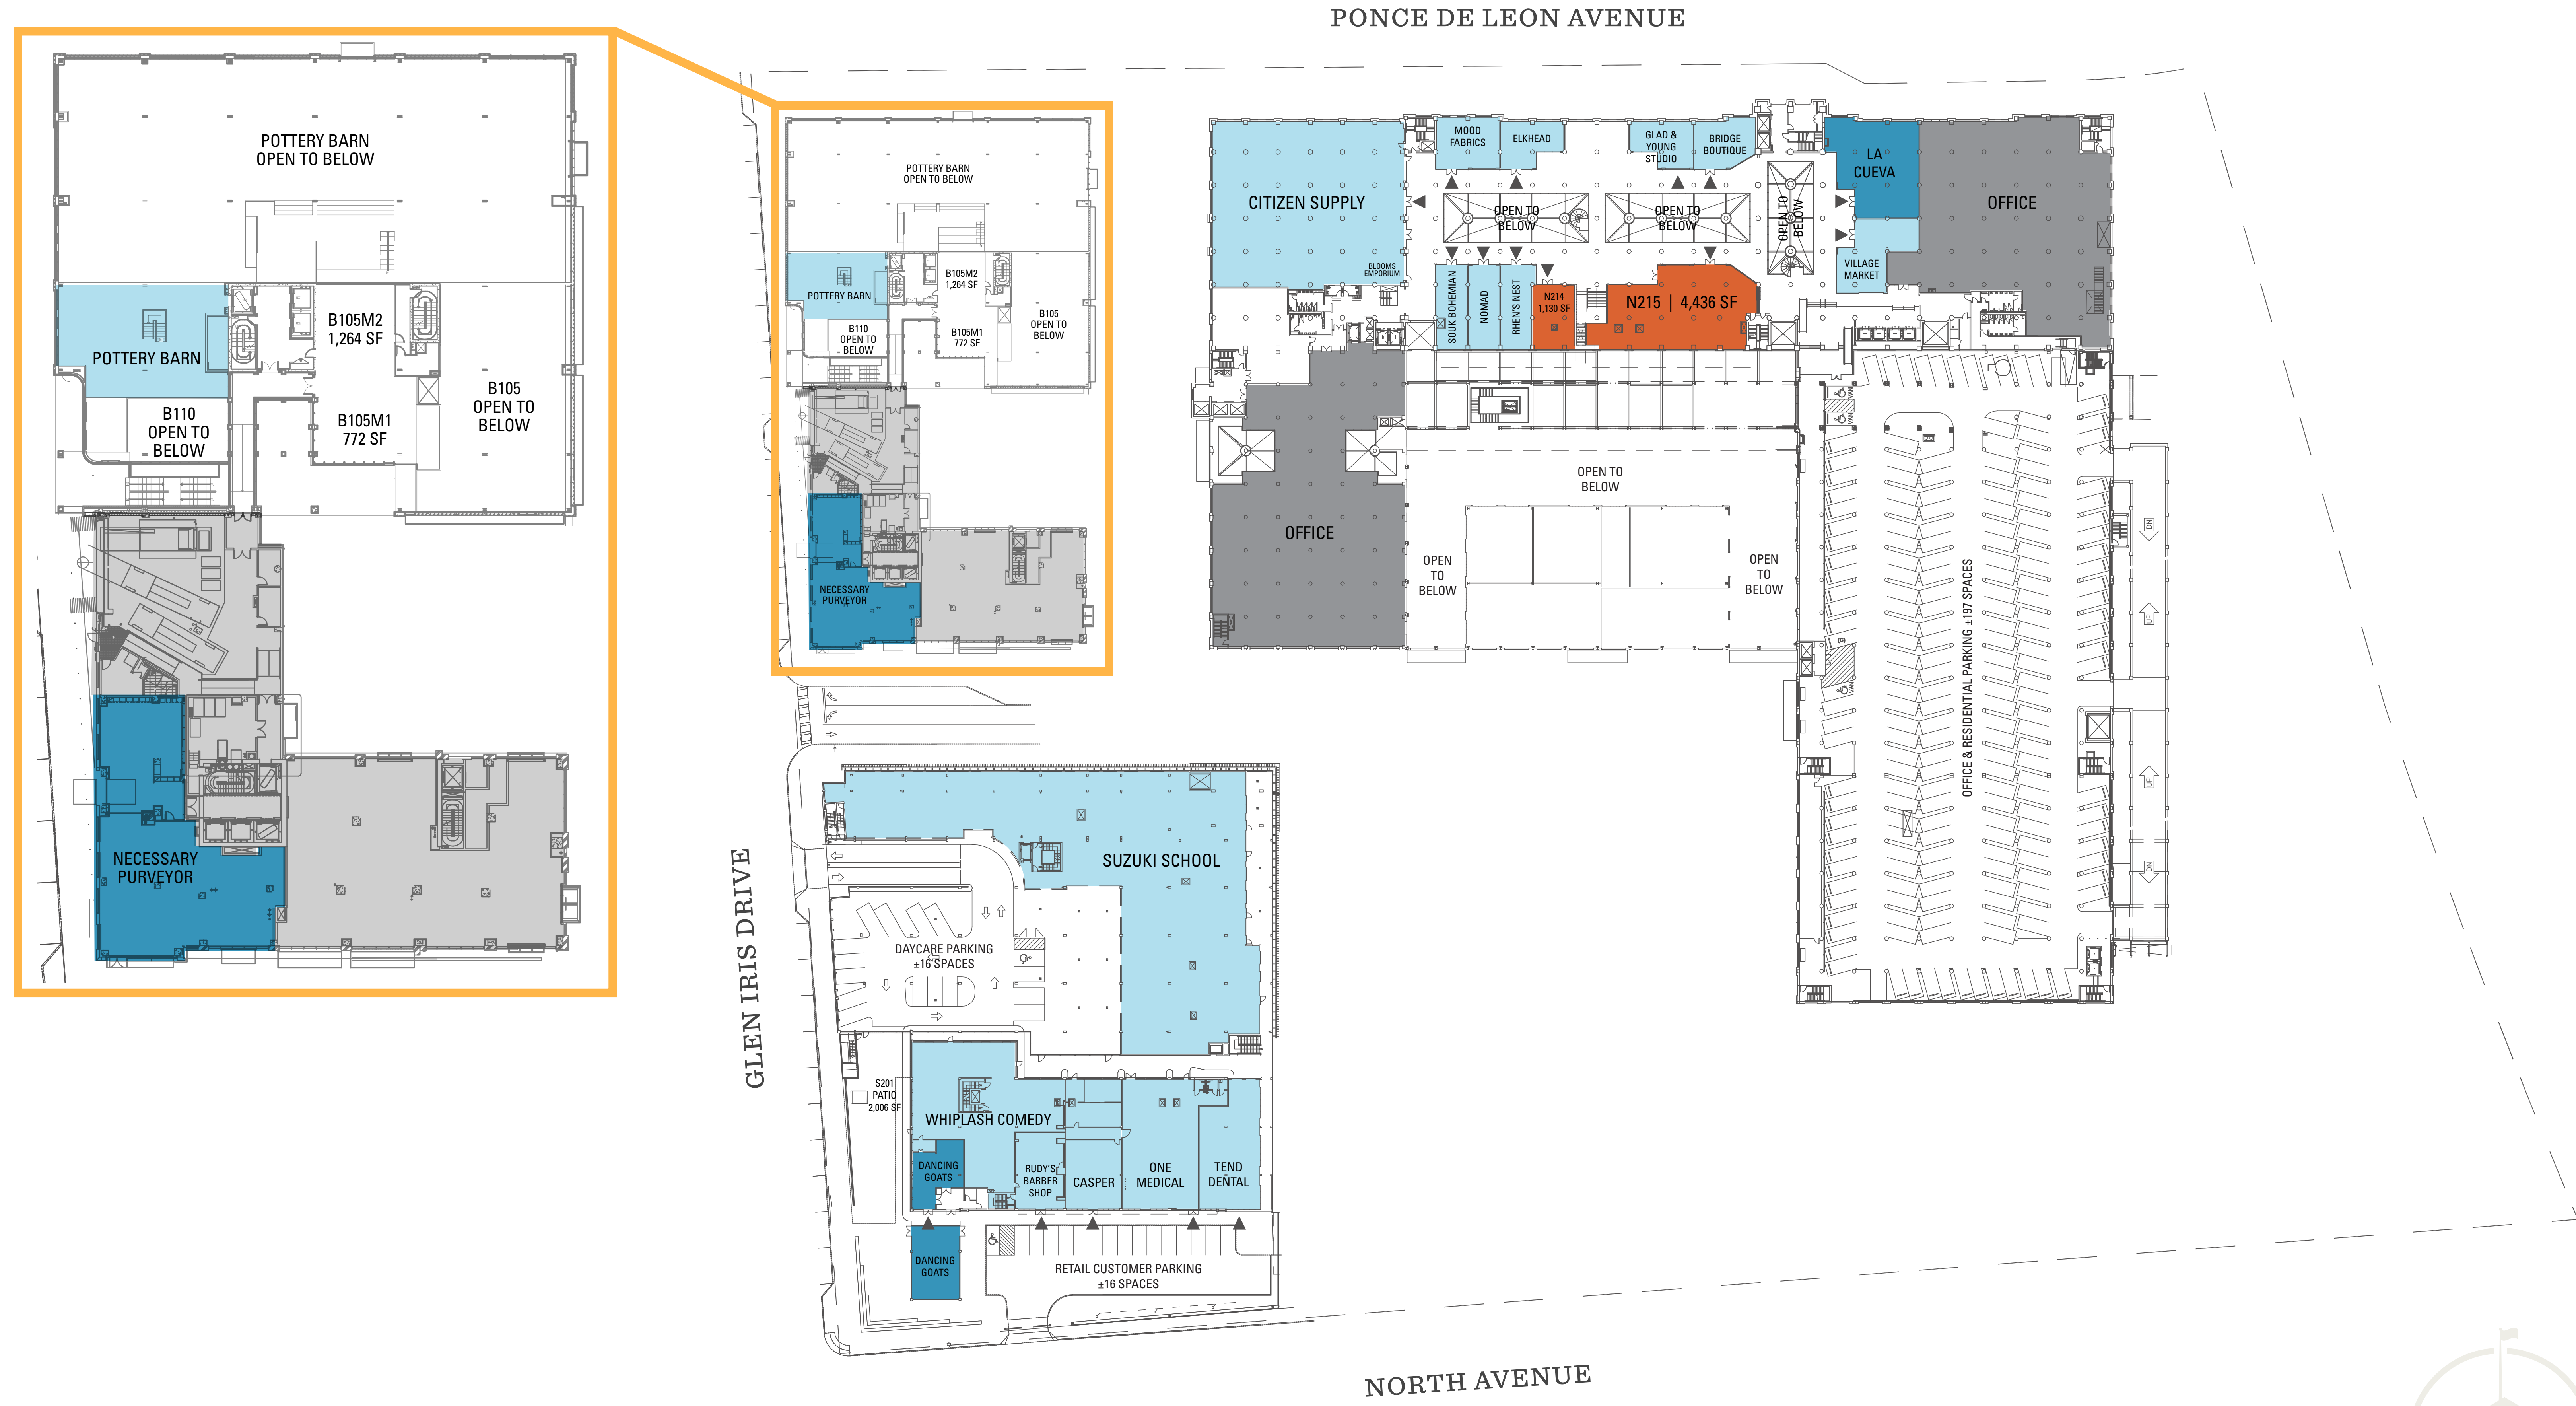 PONCE DE LEON AVENUE
POTTERY BARN
OPEN TO BELOW
B105M2
1,264 SF
POTTERY BARN
B110
OPEN TO
BELOW
B105M1
772 SF
B105
OPEN TO
BELOW
NECESSARY
PURVEYOR
POTTERY BARN
OPEN TO BELOW
B105M2
1,264 SF
POTTERY BARN
B110
OPEN TO
BELOW
B105M1
772 SF
B105
OPEN TO
BELOW
NECESSARY
PURVEYOR
CITIZEN SUPPLY
BLOOMS
EMPORIUM
MOOD
FABRICS
ELKHEAD
GLAD &
YOUNG
STUDIO
BRIDGE
BOUTIQUE
LA
CUEVA
OFFICE
OPEN TO
BELOW
OPEN TO
BELOW
OPEN TO
BELOW
VILLAGE
MARKET
SOUK BOHEMIAN
NOMAD
RHEN'S NEST
N214
1,130 SF
N215 | 4,436 SF
OFFICE
OPEN TO
BELOW
OPEN
TO
BELOW
OPEN
TO
BELOW
VAN
VAN
VAN
OFFICE & RESIDENTIAL PARKING ±197 SPACES
DN
UP
UP
DN
GLEN IRIS DRIVE
SUZUKI SCHOOL
DAYCARE PARKING
±16 SPACES
S201
PATIO
2,006 SF
WHIPLASH COMEDY
DANCING
GOATS
RUDY'S
BARBER
SHOP
CASPER
ONE
MEDICAL
TEND
DENTAL
DANCING
GOATS
RETAIL CUSTOMER PARKING
±16 SPACES
NORTH AVENUE